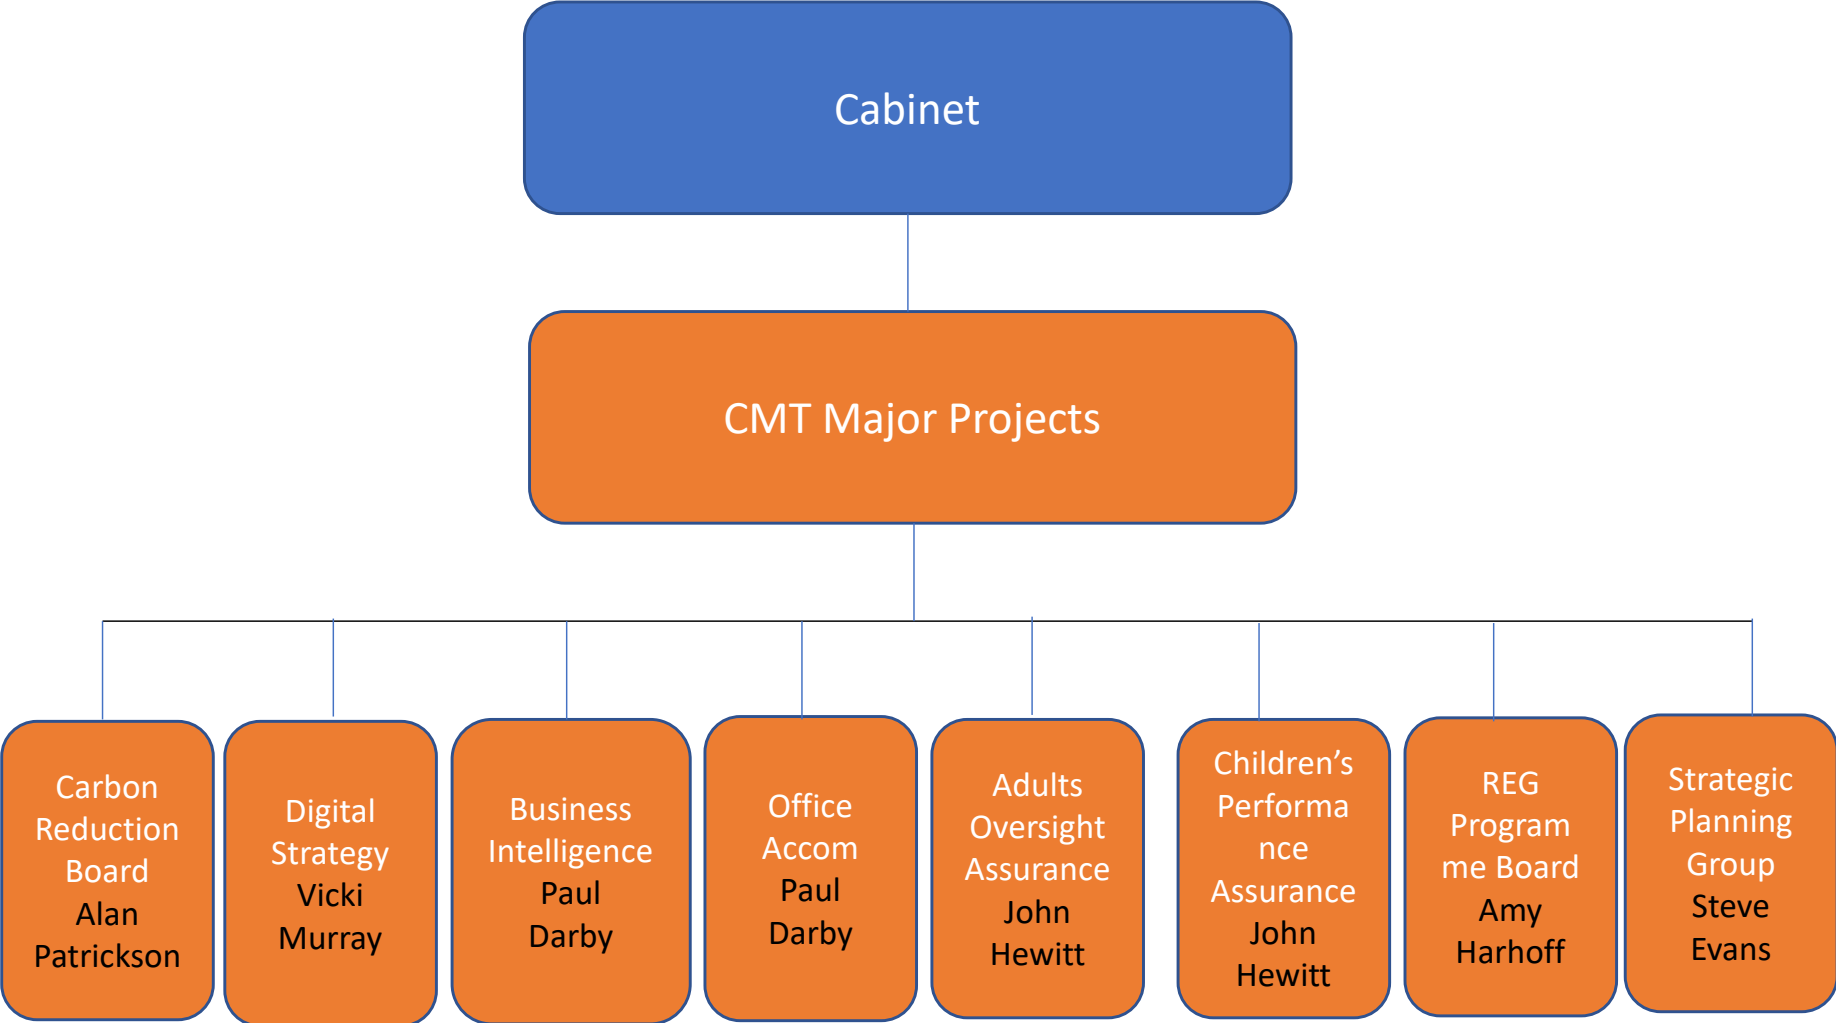 Cabinet
CMT Major Projects
Carbon
Reduction
Board
Alan
Patrickson
Digital
Strategy
Vicki
Murray
Business
Intelligence
Paul
Darby
Office
Accom
Paul
Darby
Adults
Oversight
Assurance
John
Hewitt
Children’s
Performa
nce
Assurance
John
Hewitt
REG
Program
me Board
Amy
Harhoff
Strategic
Planning
Group
Steve
Evans